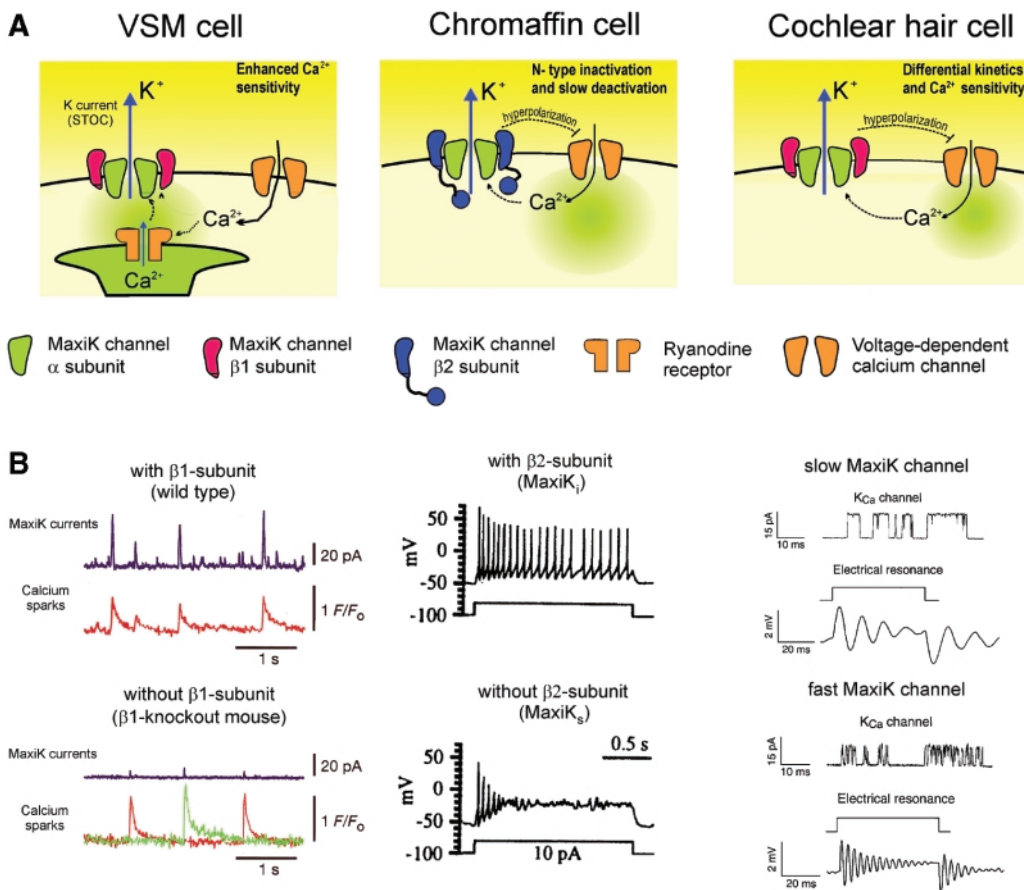 A
VSM cell
Chromaffin cell
Cochlear hair cell
Enhanced Ca²⁺
sensitivity
K⁺
K current
(STOC)
Ca²⁺
Ca²⁺
N- type inactivation
and slow deactivation
K⁺
hyperpolarization
Ca²⁺
Differential kinetics
and Ca²⁺ sensitivity
K⁺
hyperpolarization
Ca²⁺
MaxiK channel
α subunit
MaxiK channel
β1 subunit
MaxiK channel
β2 subunit
Ryanodine
receptor
Voltage-dependent
calcium channel
B
with β1-subunit
(wild type)
MaxiK currents
20 pA
Calcium
sparks
1 F/Fo
1 s
without β1-subunit
(β1-knockout mouse)
MaxiK currents
20 pA
Calcium
sparks
1 F/Fo
1 s
with β2-subunit
(MaxiKi)
mV
50
0
-50
-100
without β2-subunit
(MaxiKs)
0.5 s
mV
50
0
-50
-100
10 pA
slow MaxiK channel
KCa channel
15 pA
10 ms
Electrical resonance
2 mV
20 ms
fast MaxiK channel
KCa channel
15 pA
10 ms
Electrical resonance
2 mV
20 ms